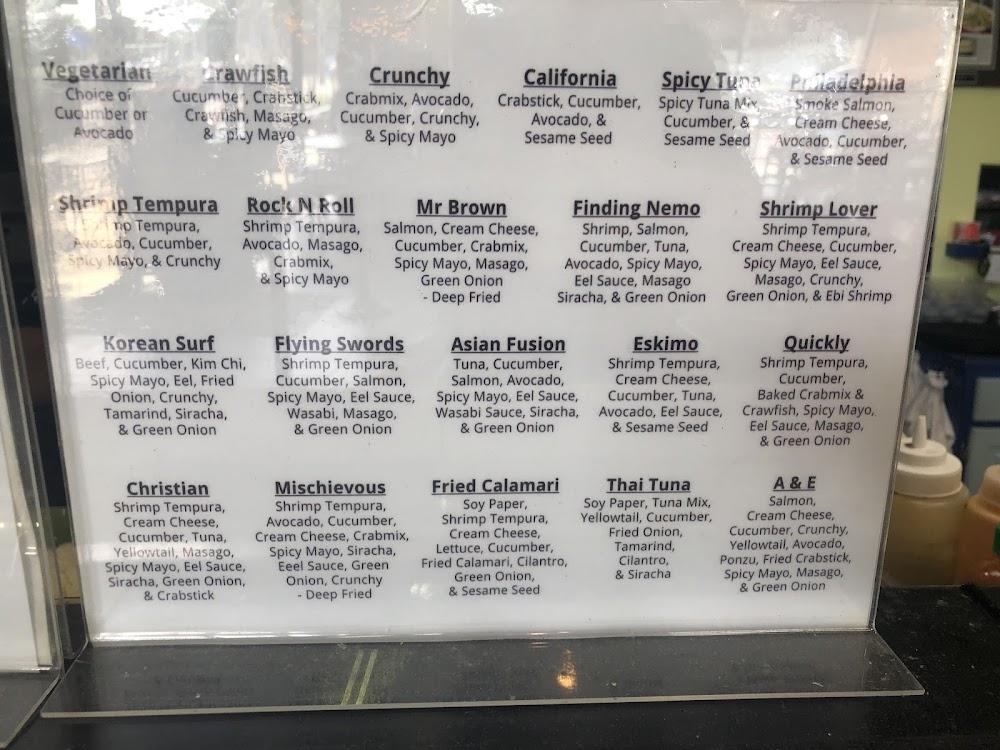 Vegetarian
Choice of
Cucumber or
Avocado
Crawfish
Cucumber, Crabstick,
Crawfish, Masago,
& Spicy Mayo
Crunchy
Crabmix, Avocado,
Cucumber, Crunchy,
& Spicy Mayo
California
Crabstick, Cucumber,
Avocado, &
Sesame Seed
Spicy Tuna
Spicy Tuna Mix,
Cucumber, &
Sesame Seed
Philadelphia
Smoke Salmon,
Cream Cheese,
Avocado, Cucumber,
& Sesame Seed
Shrimp Tempura
Tempura,
Avocado, Cucumber,
Spicy Mayo, & Crunchy
Rock N Roll
Shrimp Tempura,
Avocado, Masago,
Crabmix,
& Spicy Mayo
Mr Brown
Salmon, Cream Cheese,
Cucumber, Crabmix,
Spicy Mayo, Masago,
Green Onion
- Deep Fried
Finding Nemo
Shrimp, Salmon,
Cucumber, Tuna,
Avocado, Spicy Mayo,
Eel Sauce, Masago
Siracha, & Green Onion
Shrimp Lover
Shrimp Tempura,
Cream Cheese, Cucumber,
Spicy Mayo, Eel Sauce,
Masago, Crunchy,
Green Onion, & Ebi Shrimp
Korean Surf
Beef, Cucumber, Kim Chi,
Spicy Mayo, Eel, Fried
Onion, Crunchy,
Tamarind, Siracha,
& Green Onion
Flying Swords
Shrimp Tempura,
Cucumber, Salmon,
Spicy Mayo, Eel Sauce,
Wasabi, Masago,
& Green Onion
Asian Fusion
Tuna, Cucumber,
Salmon, Avocado,
Spicy Mayo, Eel Sauce,
Wasabi Sauce, Siracha,
& Green Onion
Eskimo
Shrimp Tempura,
Cream Cheese,
Cucumber, Tuna,
Avocado, Eel Sauce,
& Sesame Seed
Quickly
Shrimp Tempura,
Cucumber,
Baked Crabmix &
Crawfish, Spicy Mayo,
Eel Sauce, Masago,
& Green Onion
Christian
Shrimp Tempura,
Cream Cheese,
Cucumber, Tuna,
Yellowtail, Masago,
Spicy Mayo, Eel Sauce,
Siracha, Green Onion,
& Crabstick
Mischievous
Shrimp Tempura,
Avocado, Cucumber,
Cream Cheese, Crabmix,
Spicy Mayo, Siracha,
Eeel Sauce, Green
Onion, Crunchy
- Deep Fried
Fried Calamari
Soy Paper,
Shrimp Tempura,
Cream Cheese,
Lettuce, Cucumber,
Fried Calamari, Cilantro,
Green Onion,
& Sesame Seed
Thai Tuna
Soy Paper, Tuna Mix,
Yellowtail, Cucumber,
Fried Onion,
Tamarind,
Cilantro,
& Siracha
A & E
Salmon,
Cream Cheese,
Cucumber, Crunchy,
Yellowtail, Avocado,
Ponzu, Fried Crabstick,
Spicy Mayo, Masago,
& Green Onion